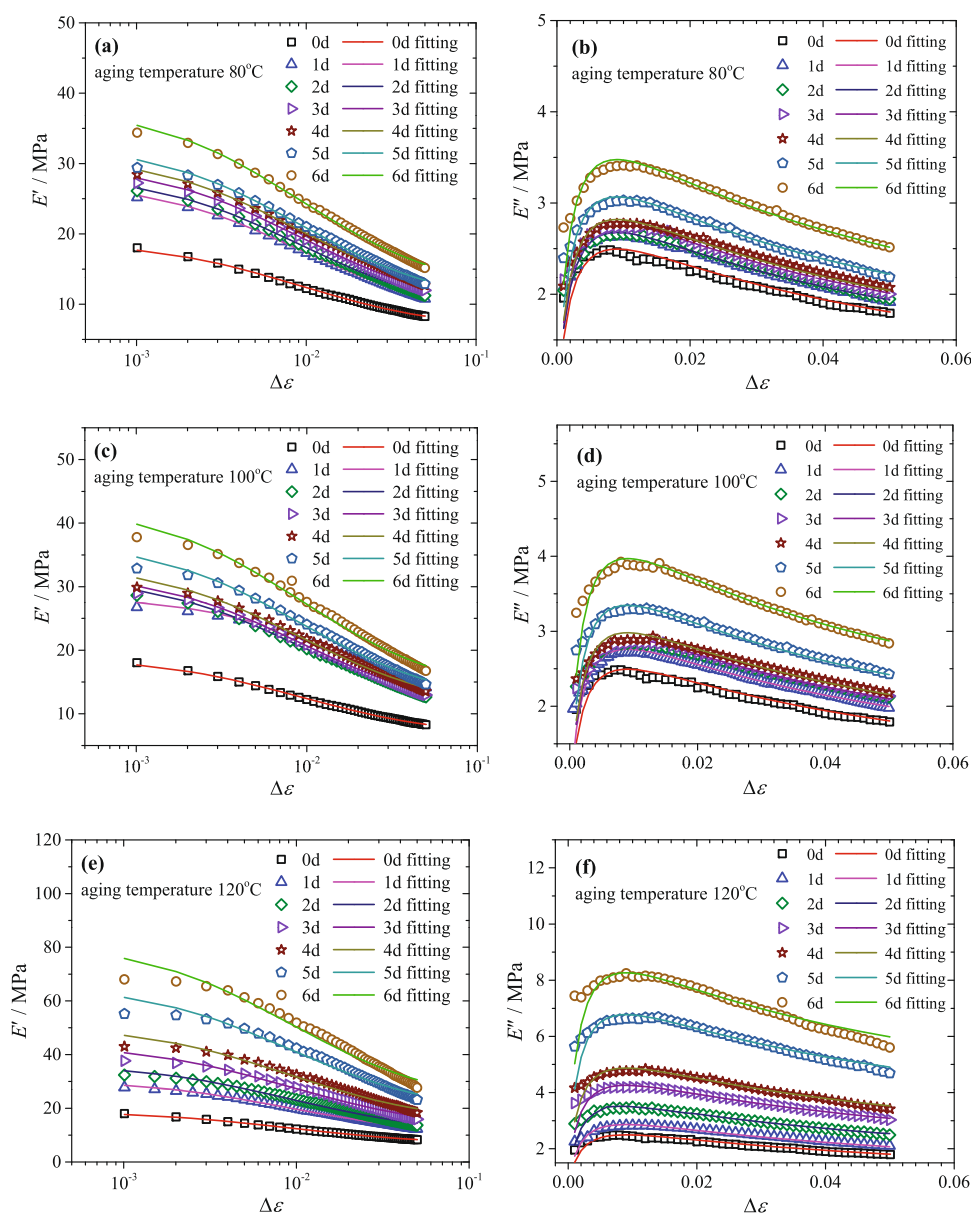 (a)
aging temperature 80°C
0d 0d fitting
1d 1d fitting
2d 2d fitting
3d 3d fitting
4d 4d fitting
5d 5d fitting
6d 6d fitting
50
40
30
20
10
E′ / MPa
10⁻³ 10⁻² 10⁻¹
Δε
(b)
aging temperature 80°C
0d 0d fitting
1d 1d fitting
2d 2d fitting
3d 3d fitting
4d 4d fitting
5d 5d fitting
6d 6d fitting
5
4
3
2
E″ / MPa
0.00 0.02 0.04 0.06
Δε
(c)
aging temperature 100°C
0d 0d fitting
1d 1d fitting
2d 2d fitting
3d 3d fitting
4d 4d fitting
5d 5d fitting
6d 6d fitting
50
40
30
20
10
E′ / MPa
10⁻³ 10⁻² 10⁻¹
Δε
(d)
aging temperature 100°C
0d 0d fitting
1d 1d fitting
2d 2d fitting
3d 3d fitting
4d 4d fitting
5d 5d fitting
6d 6d fitting
5
4
3
2
E″ / MPa
0.00 0.02 0.04 0.06
Δε
(e)
aging temperature 120°C
0d 0d fitting
1d 1d fitting
2d 2d fitting
3d 3d fitting
4d 4d fitting
5d 5d fitting
6d 6d fitting
120
100
80
60
40
20
0
E′ / MPa
10⁻³ 10⁻² 10⁻¹
Δε
(f)
aging temperature 120°C
0d 0d fitting
1d 1d fitting
2d 2d fitting
3d 3d fitting
4d 4d fitting
5d 5d fitting
6d 6d fitting
12
10
8
6
4
2
E″ / MPa
0.00 0.02 0.04 0.06
Δε